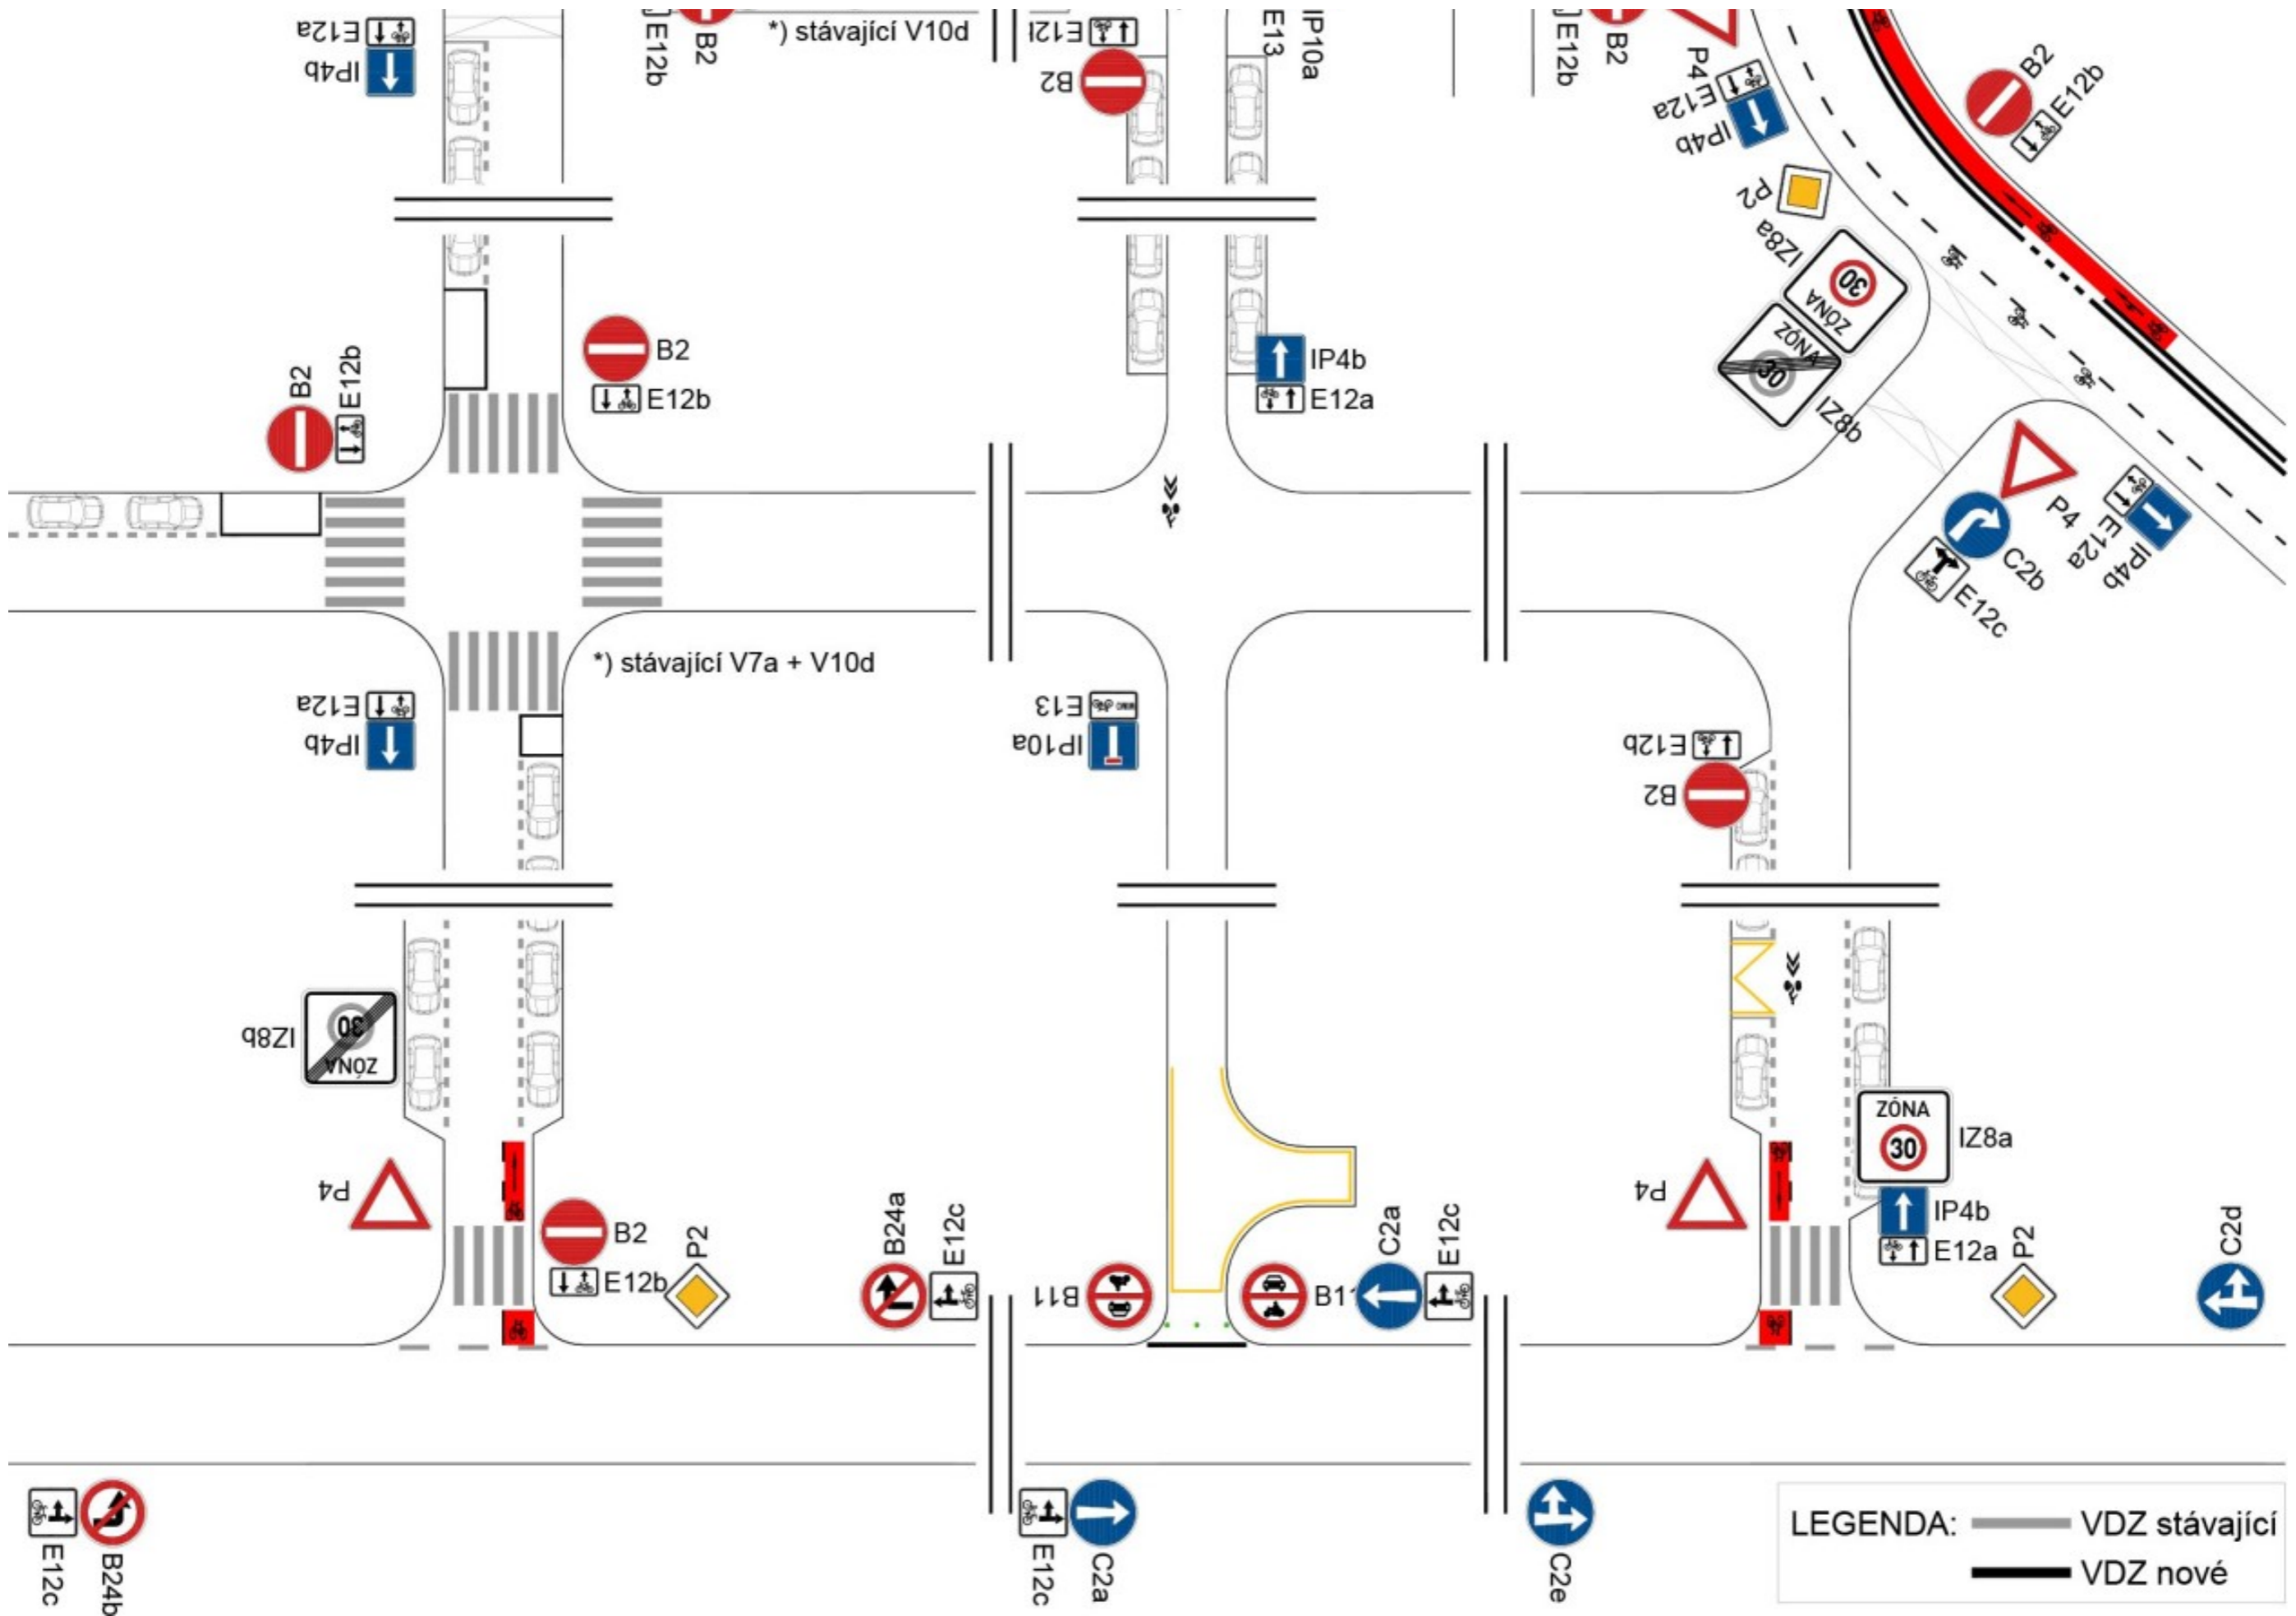 E12a
IP4b
E12b
B2
*) stávající V10d
E12b
B2
E13
IP10a
E12b
B2
P4
E12a
IP4b
B2
E12b
P2
IZ8a
ZÓNA
30
ZÓNA
30
IZ8b
B2
E12b
B2
E12b
IP4b
E12a
P4
C2b
E12c
E12a
IP4b
*) stávající V7a + V10d
E12a
IP4b
E13
IP10a
E12b
B2
IZ8b
30
ZÓNA
ZÓNA
30
IZ8a
P4
B2
E12b
P2
B24a
E12c
B11
B11
C2a
E12c
P4
IP4b
E12a
P2
C2d
E12c
B24b
E12c
C2a
C2e
LEGENDA:
VDZ stávající
VDZ nové